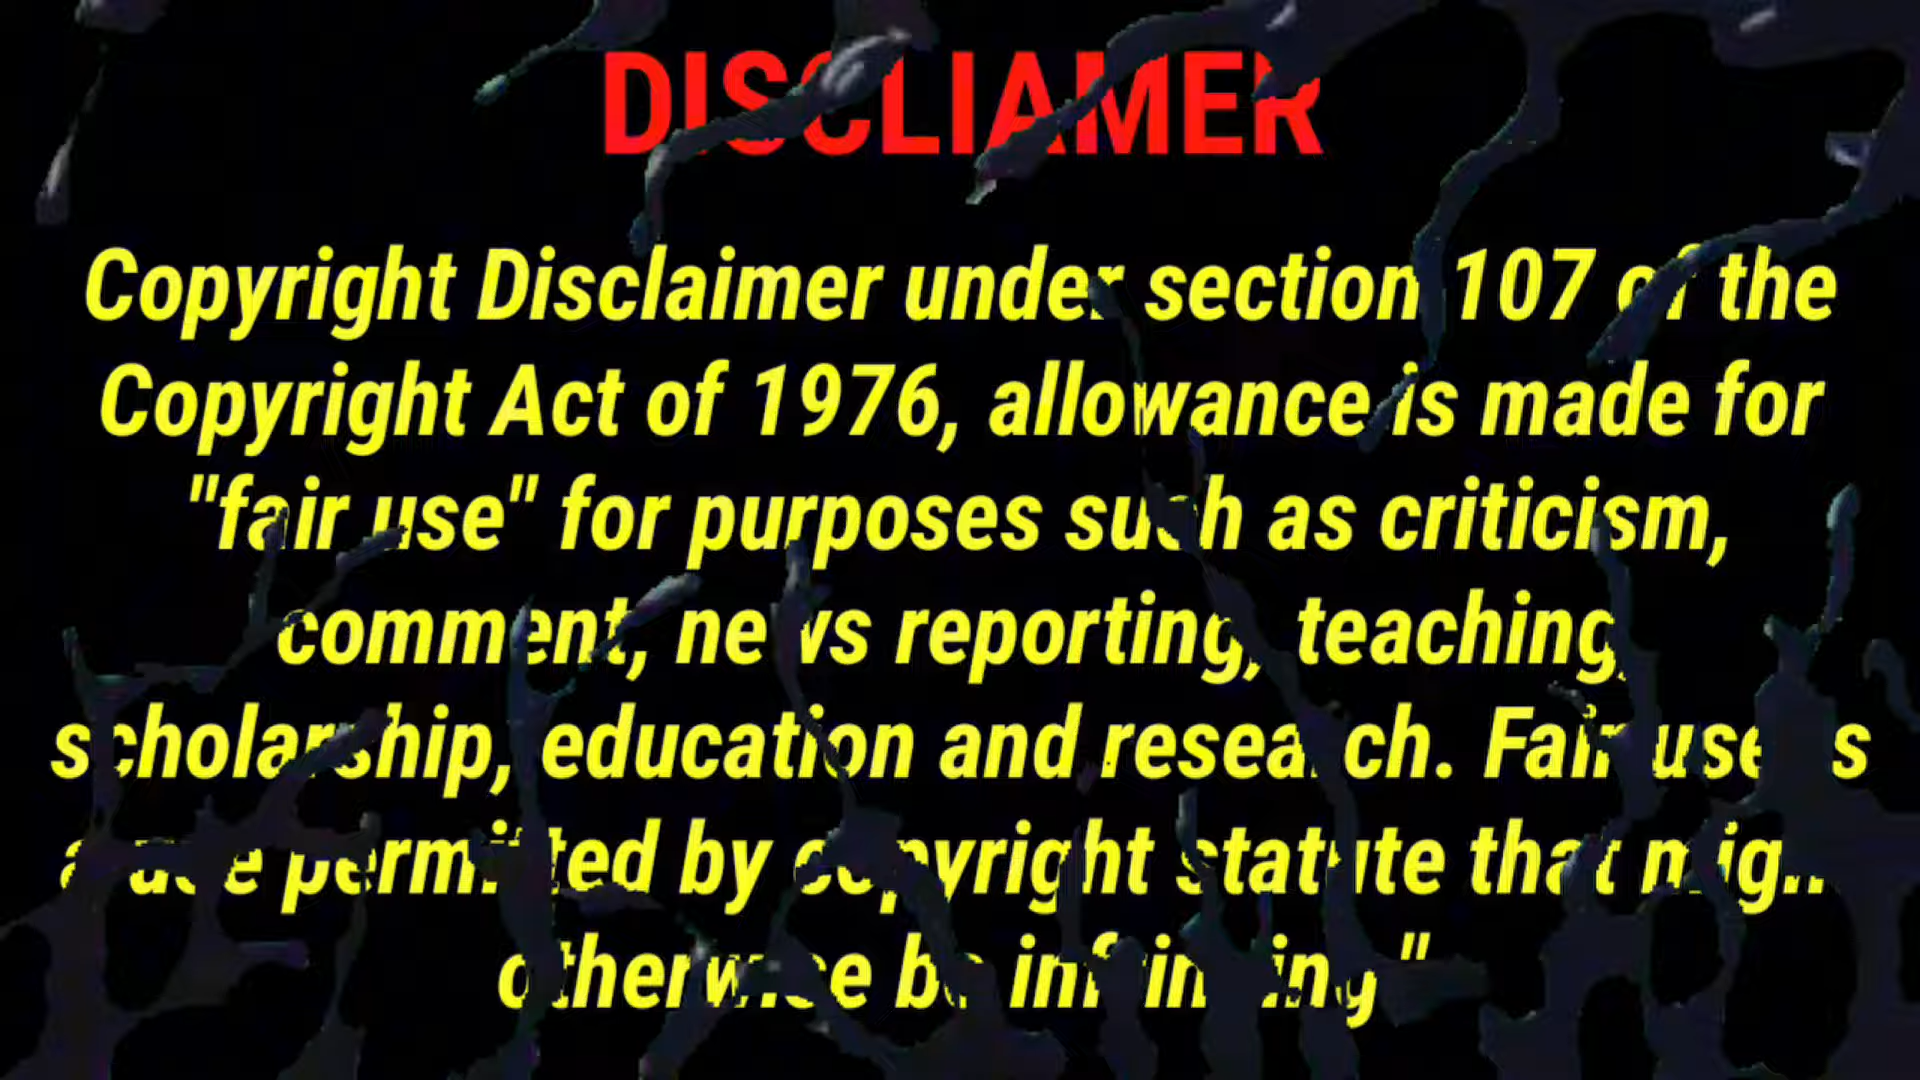 DISCLIAMER
Copyright Disclaimer under section 107 of the
Copyright Act of 1976, allowance is made for
"fair use" for purposes such as criticism,
comment, news reporting, teaching,
scholarship, education and research. Fair use is
a use permitted by copyright statute that might
otherwise be infringing."